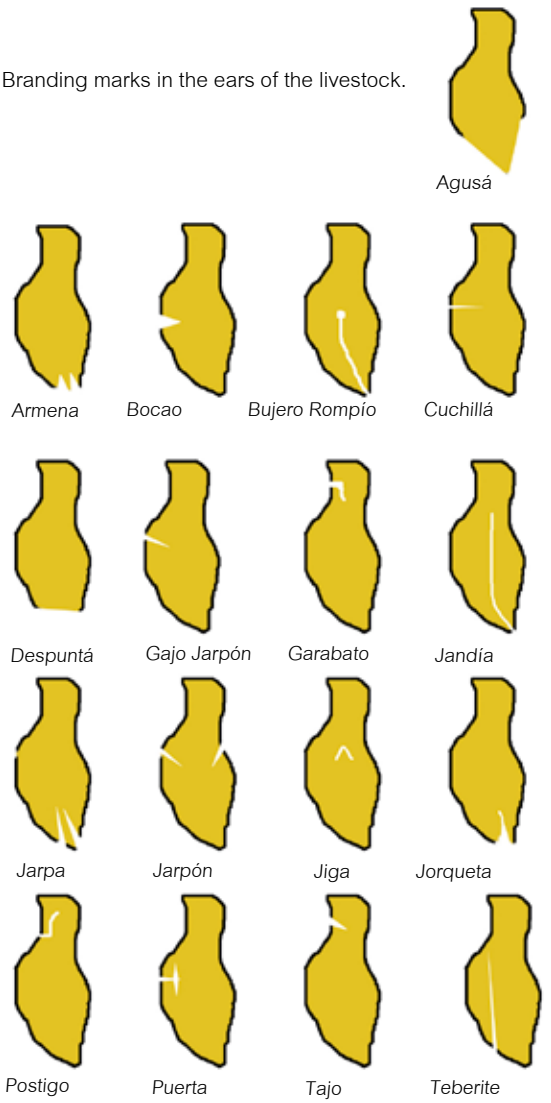 Branding marks in the ears of the livestock.
Agusá
Armena Bocao Bujero Rompío Cuchillá
Despuntá Gajo Jarpón Garabato Jandía
Jarpa Jarpón Jiga Jorqueta
Postigo Puerta Tajo Teberite